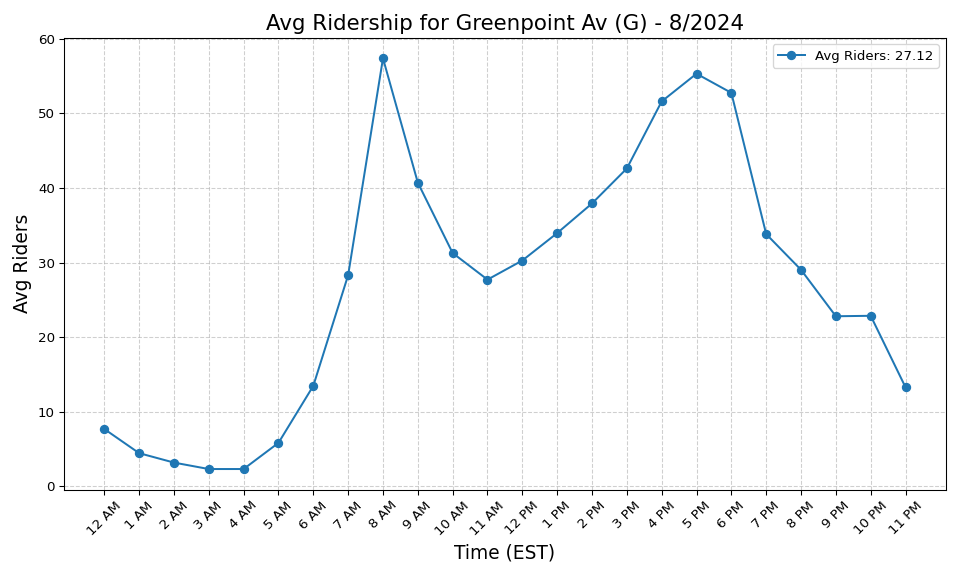 Avg Ridership for Greenpoint Av (G) - 8/2024
Avg Riders: 27.12
60
50
40
30
20
10
0
Avg Riders
12 AM
1 AM
2 AM
3 AM
4 AM
5 AM
6 AM
7 AM
8 AM
9 AM
10 AM
11 AM
12 PM
1 PM
2 PM
3 PM
4 PM
5 PM
6 PM
7 PM
8 PM
9 PM
10 PM
11 PM
Time (EST)